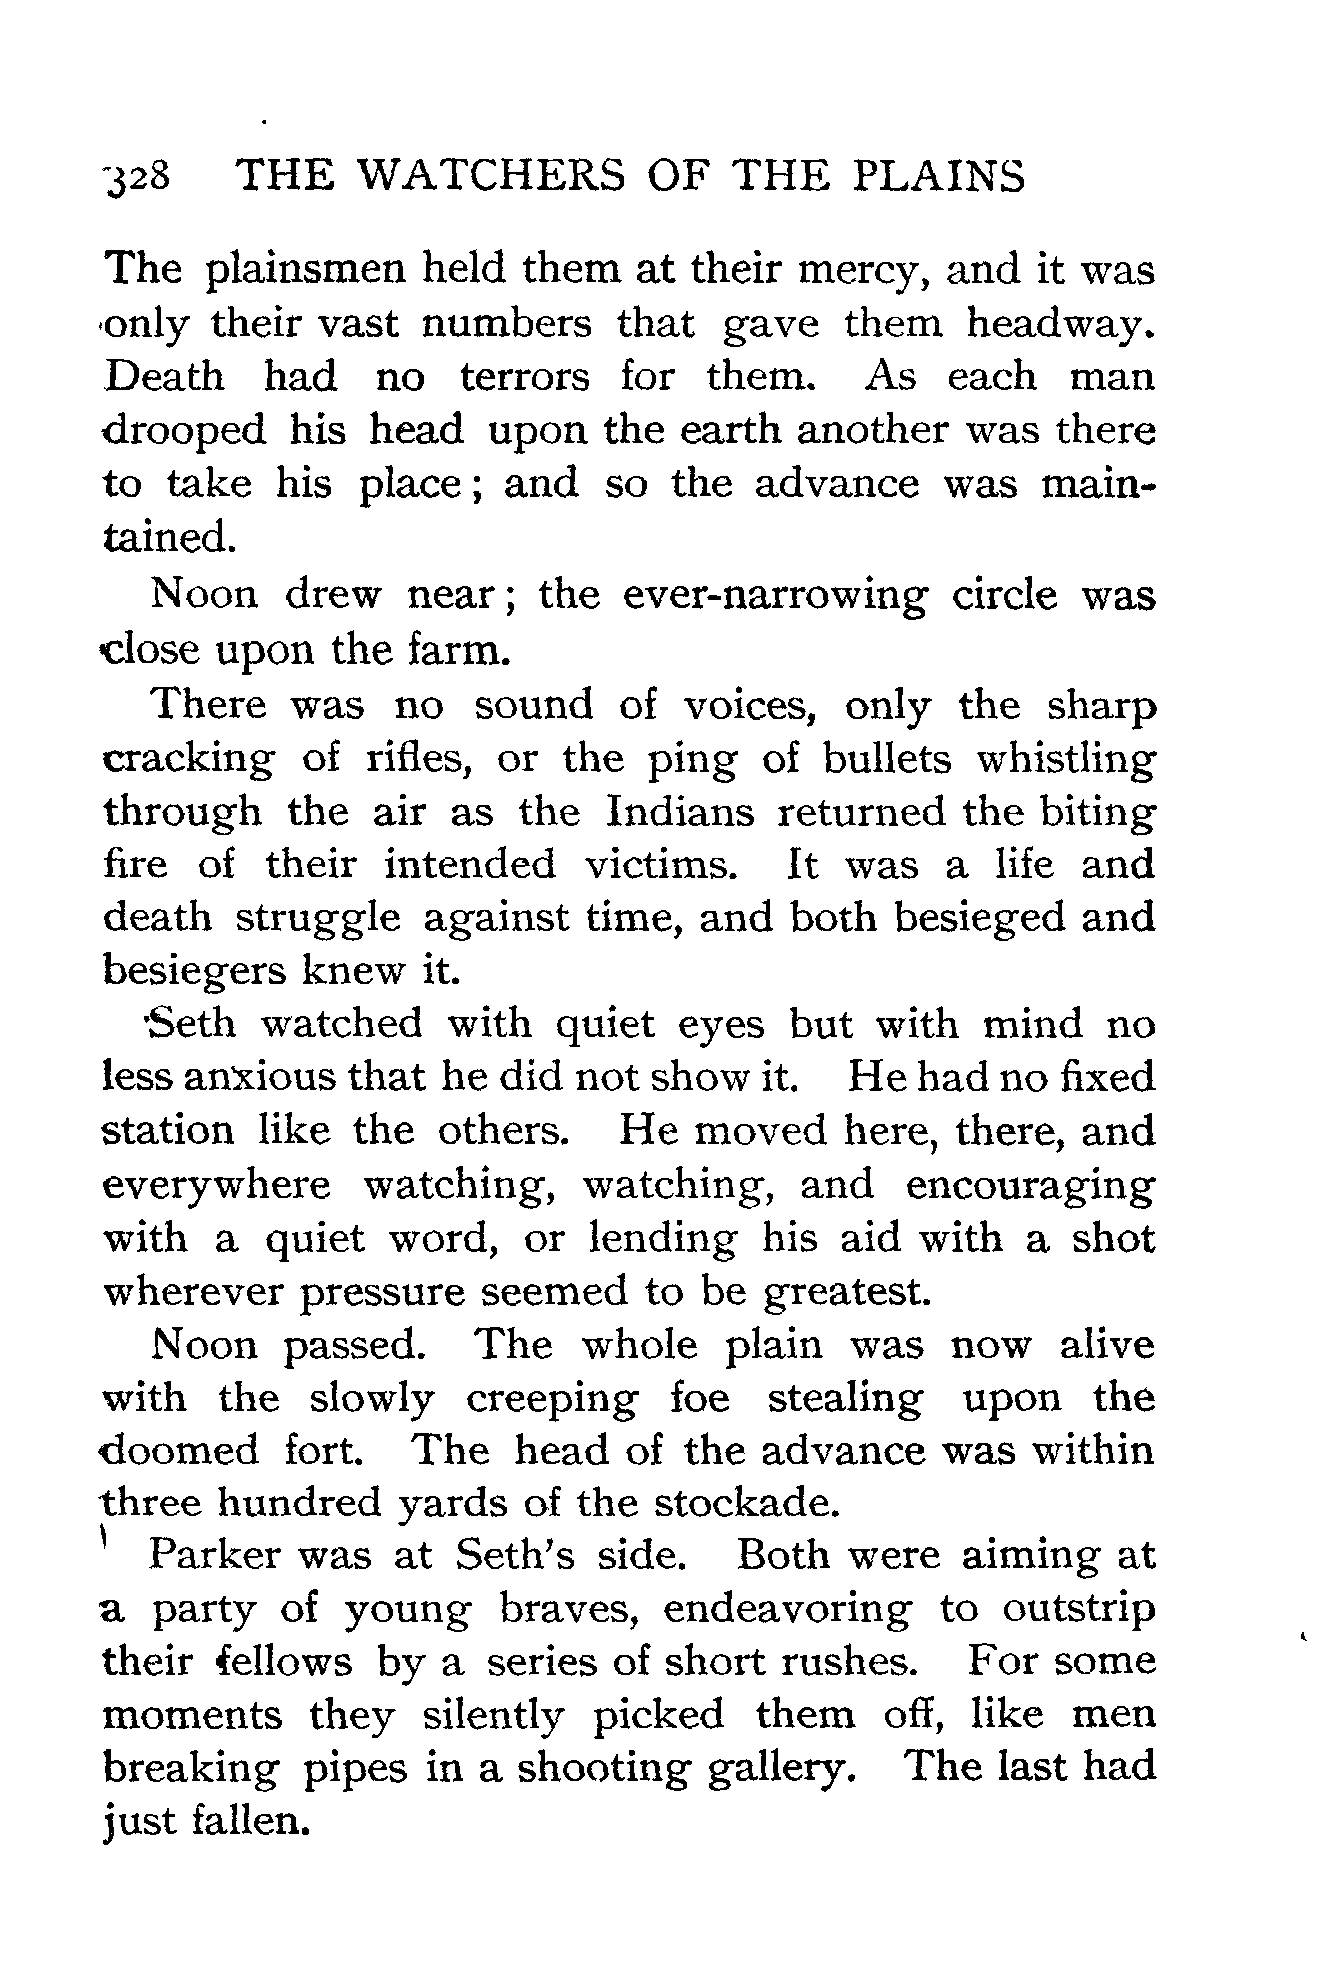 328 THE WATCHERS OF THE PLAINS
The plainsmen held them at their mercy, and it was
only their vast numbers that gave them headway.
Death had no terrors for them. As each man
drooped his head upon the earth another was there
to take his place; and so the advance was main-
tained.
Noon drew near; the ever-narrowing circle was
close upon the farm.
There was no sound of voices, only the sharp
cracking of rifles, or the ping of bullets whistling
through the air as the Indians returned the biting
fire of their intended victims. It was a life and
death struggle against time, and both besieged and
besiegers knew it.
Seth watched with quiet eyes but with mind no
less anxious that he did not show it. He had no fixed
station like the others. He moved here, there, and
everywhere watching, watching, and encouraging
with a quiet word, or lending his aid with a shot
wherever pressure seemed to be greatest.
Noon passed. The whole plain was now alive
with the slowly creeping foe stealing upon the
doomed fort. The head of the advance was within
three hundred yards of the stockade.
Parker was at Seth's side. Both were aiming at
a party of young braves, endeavoring to outstrip
their fellows by a series of short rushes. For some
moments they silently picked them off, like men
breaking pipes in a shooting gallery. The last had
just fallen.